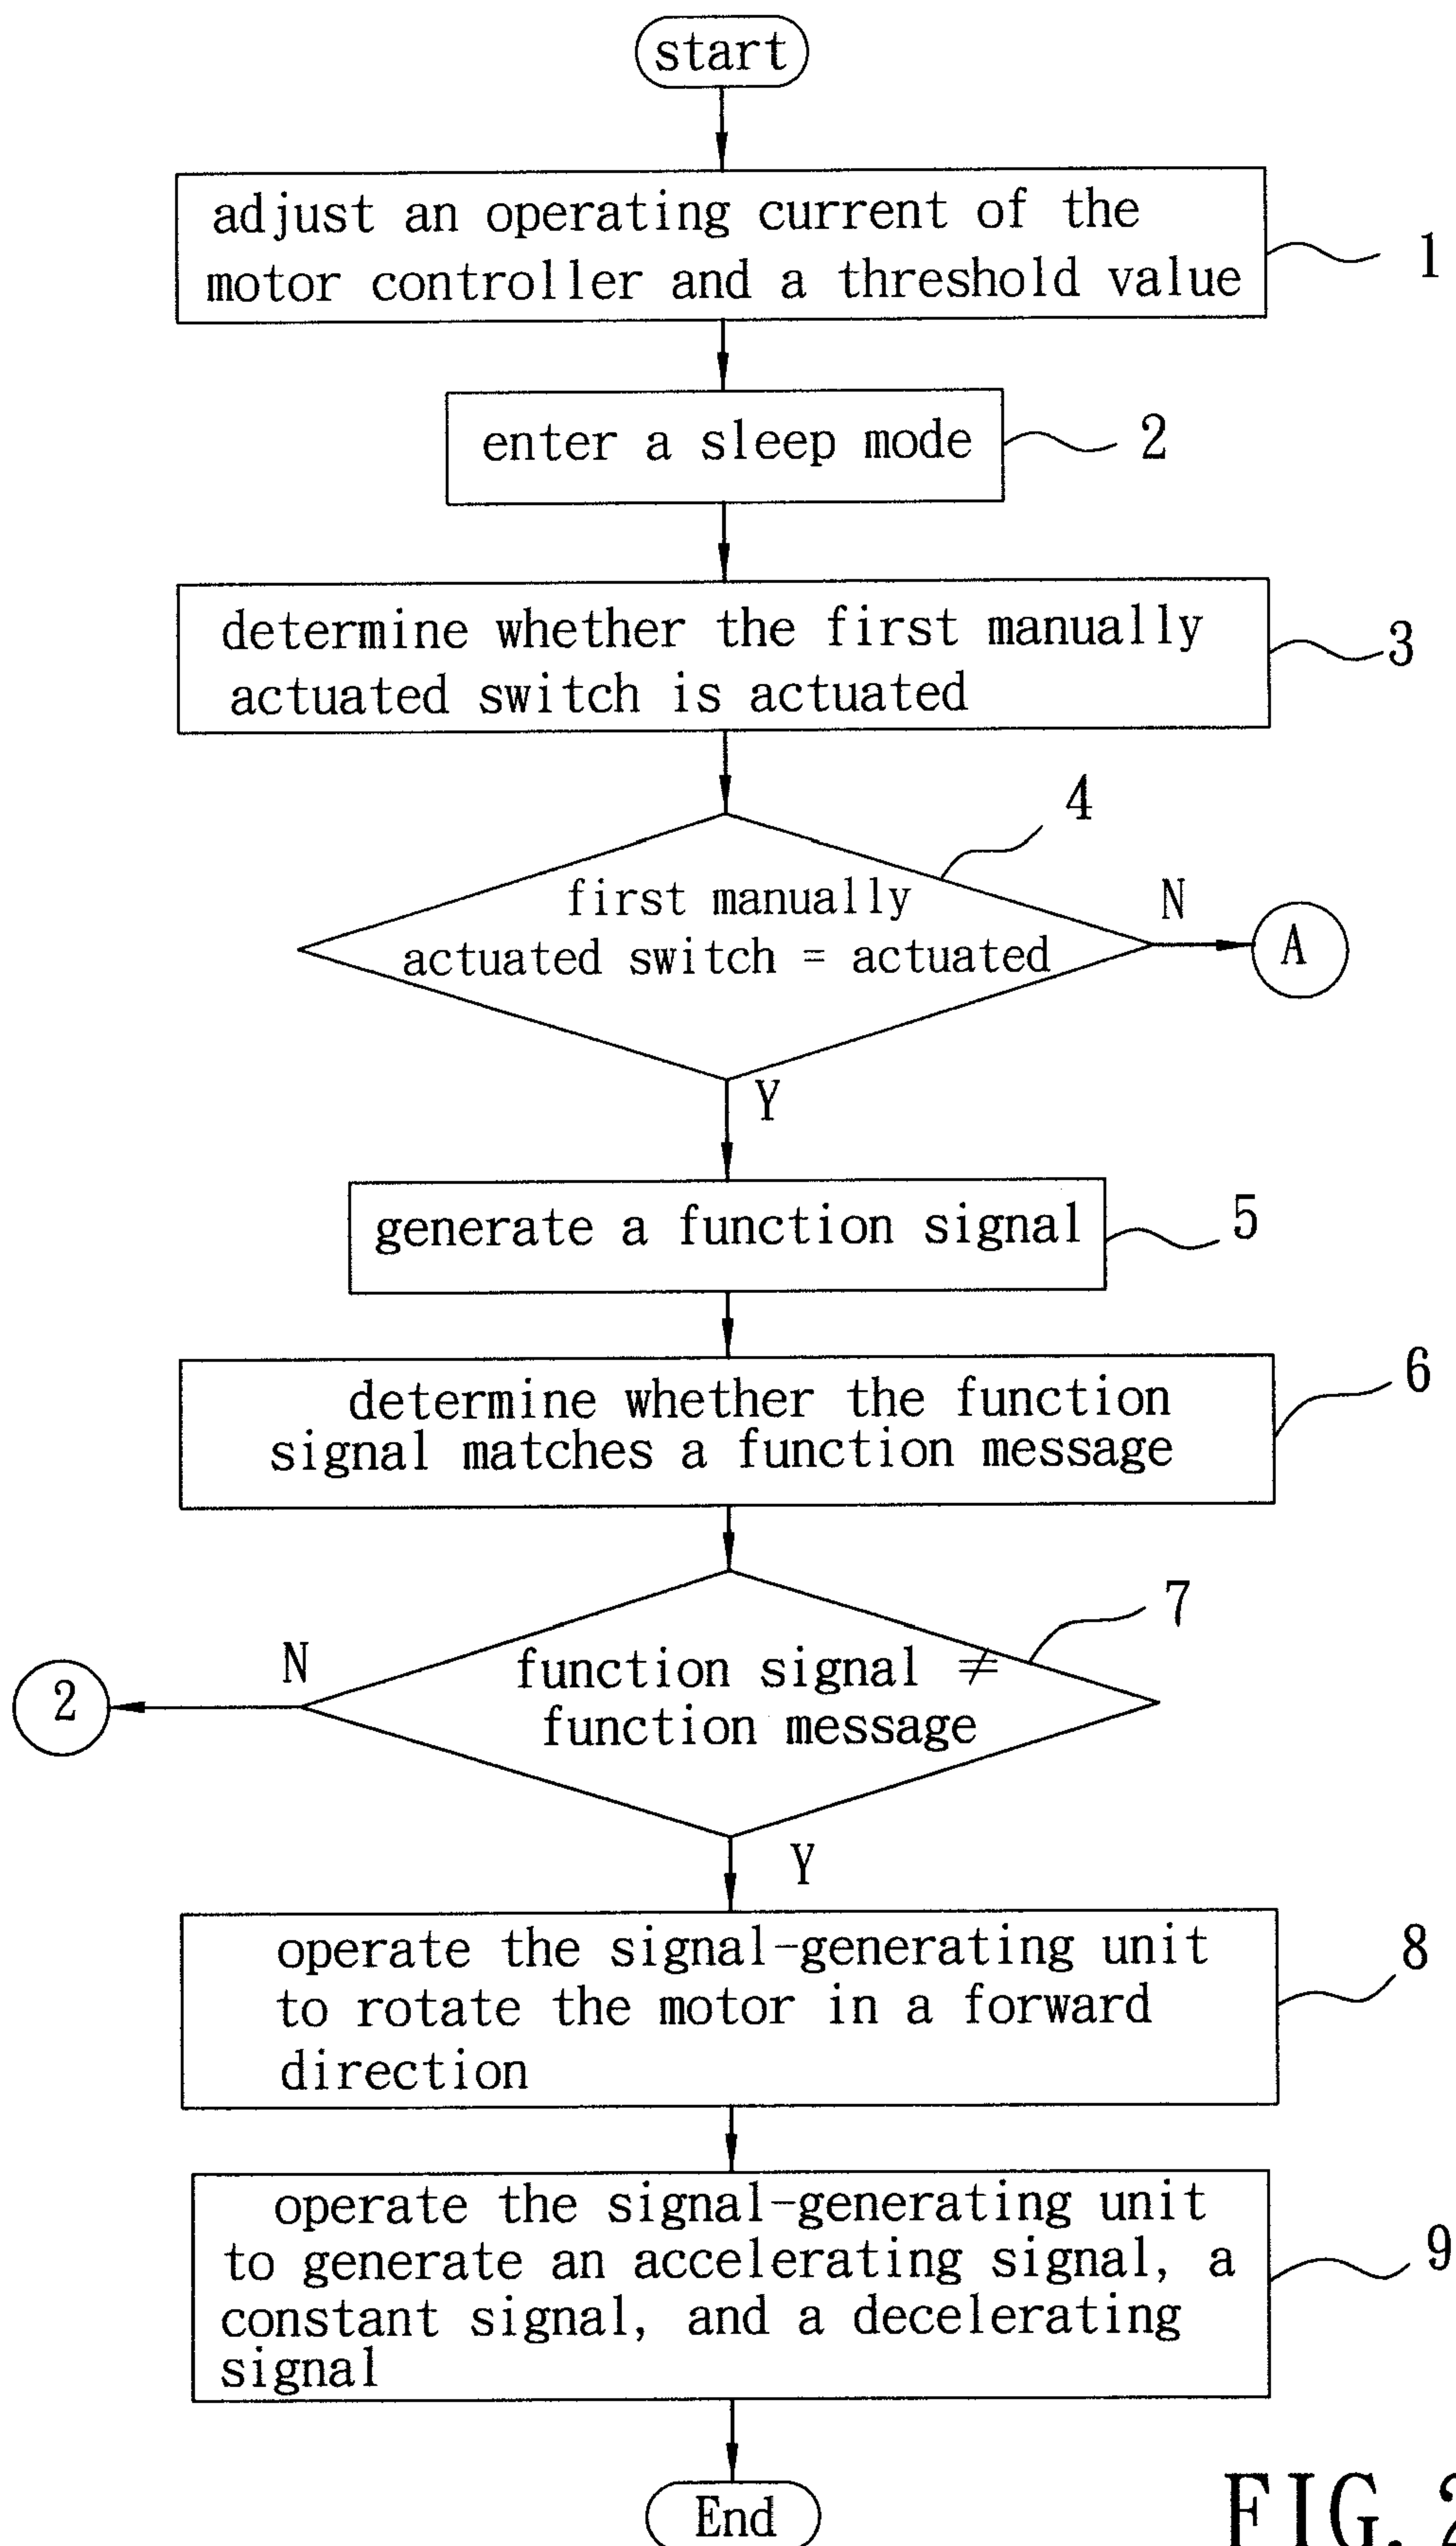 start
adjust an operating current of the
motor controller and a threshold value
1
enter a sleep mode
2
determine whether the first manually
actuated switch is actuated
3
4
first manually
actuated switch = actuated
N
A
Y
generate a function signal
5
determine whether the function
signal matches a function message
6
7
function signal ≠
function message
N
2
Y
operate the signal-generating unit
to rotate the motor in a forward
direction
8
operate the signal-generating unit
to generate an accelerating signal, a
constant signal, and a decelerating
signal
9
End
FIG. 2